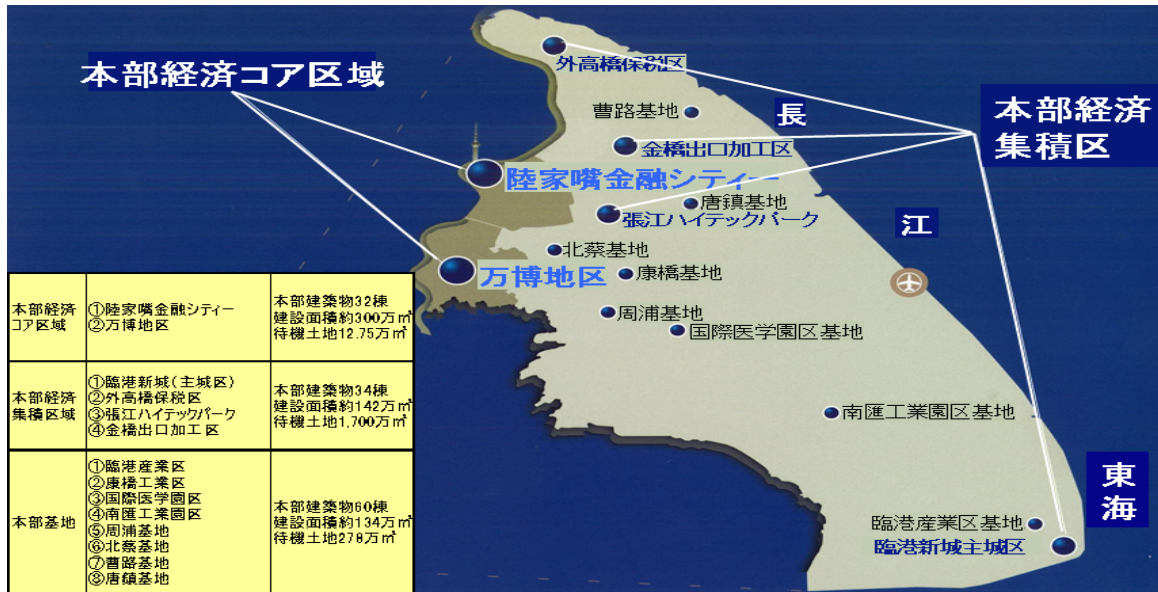 本部経済コア区域
外高橋保税区
曹路基地
長
本部経済
集積区
金橋出口加工区
陸家嘴金融シティー
唐鎮基地
張江ハイテックパーク
江
北蔡基地
万博地区
康橋基地
周浦基地
国際医学園区基地
南匯工業園区基地
東
海
臨港産業区基地
臨港新城主城区
本部経済
コア区域
①陸家嘴金融シティー
②万博地区
本部建築物32棟
建設面積約300万㎡
待機土地12.75万㎡
本部経済
集積区域
①臨港新城(主城区)
②外高橋保税区
③張江ハイテックパーク
④金橋出口加工区
本部建築物34棟
建設面積約142万㎡
待機土地1,700万㎡
本部基地
①臨港産業区
②康橋工業区
③国際医学園区
④南匯工業園区
⑤周浦基地
⑥北蔡基地
⑦曹路基地
⑧唐鎮基地
本部建築物60棟
建設面積約134万㎡
待機土地278万㎡